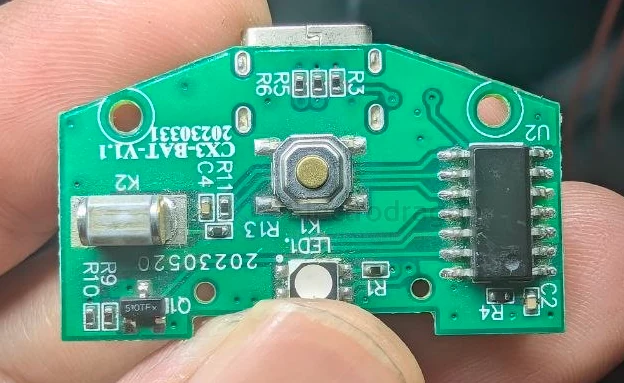 R6
R5
R3
U2
20230331
CX3-BAT-V1.1
K2
C4
R11
K1
R13
LED1
20230520
R10
R9
Q1
R1
R4
C2